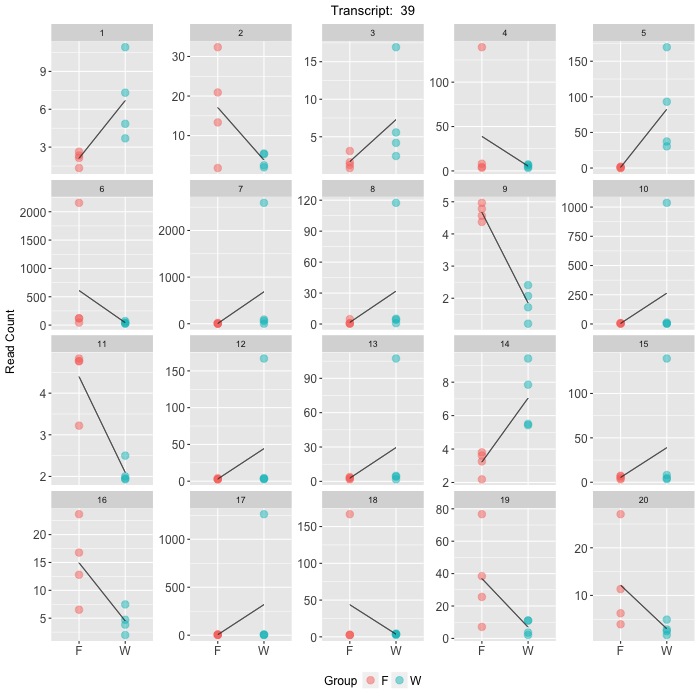 Transcript: 39
1 2 3 4 5
9 6 3
30 20 10
15 10 5
100 50 0
150 100 50 0
6 7 8 9 10
2000 1500 1000 500 0
2000 1000 0
120 90 60 30 0
5 4 3 2
1000 750 500 250 0
Read Count
11 12 13 14 15
4 3 2
150 100 50 0
90 60 30 0
8 6 4 2
100 50 0
16 17 18 19 20
20 15 10 5
1000 500 0
150 100 50 0
80 60 40 20 0
20 10
F W F W F W F W F W
Group F W